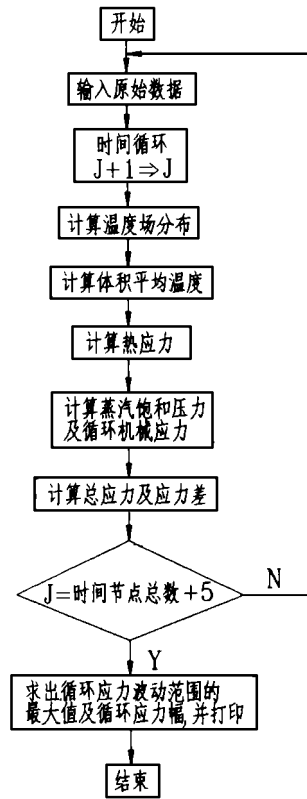 开始
输入原始数据
时间循环
J+1⇒J
计算温度场分布
计算体积平均温度
计算热应力
计算蒸汽饱和压力
及循环机械应力
计算总应力及应力差
J=时间节点总数+5
N
Y
求出循环应力波动范围的
最大值及循环应力幅,并打印
结束